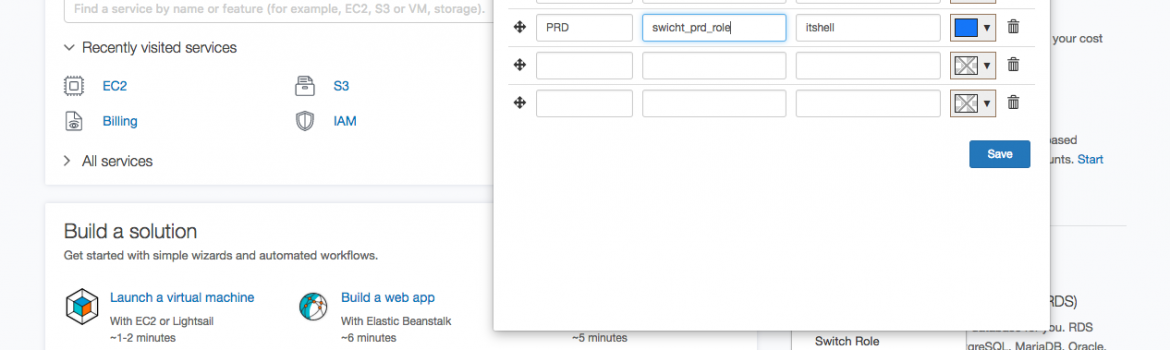 Find a service by name or feature (for example, EC2, S3 or VM, storage).
Recently visited services
EC2
S3
Billing
IAM
All services
PRD swicht_prd_role itshell
Save
your cost
based
unts. Start
Build a solution
Get started with simple wizards and automated workflows.
Launch a virtual machine
With EC2 or Lightsail
~1-2 minutes
Build a web app
With Elastic Beanstalk
~6 minutes
~5 minutes
RDS)
database for you. RDS
greSQL, MariaDB, Oracle,
Switch Role